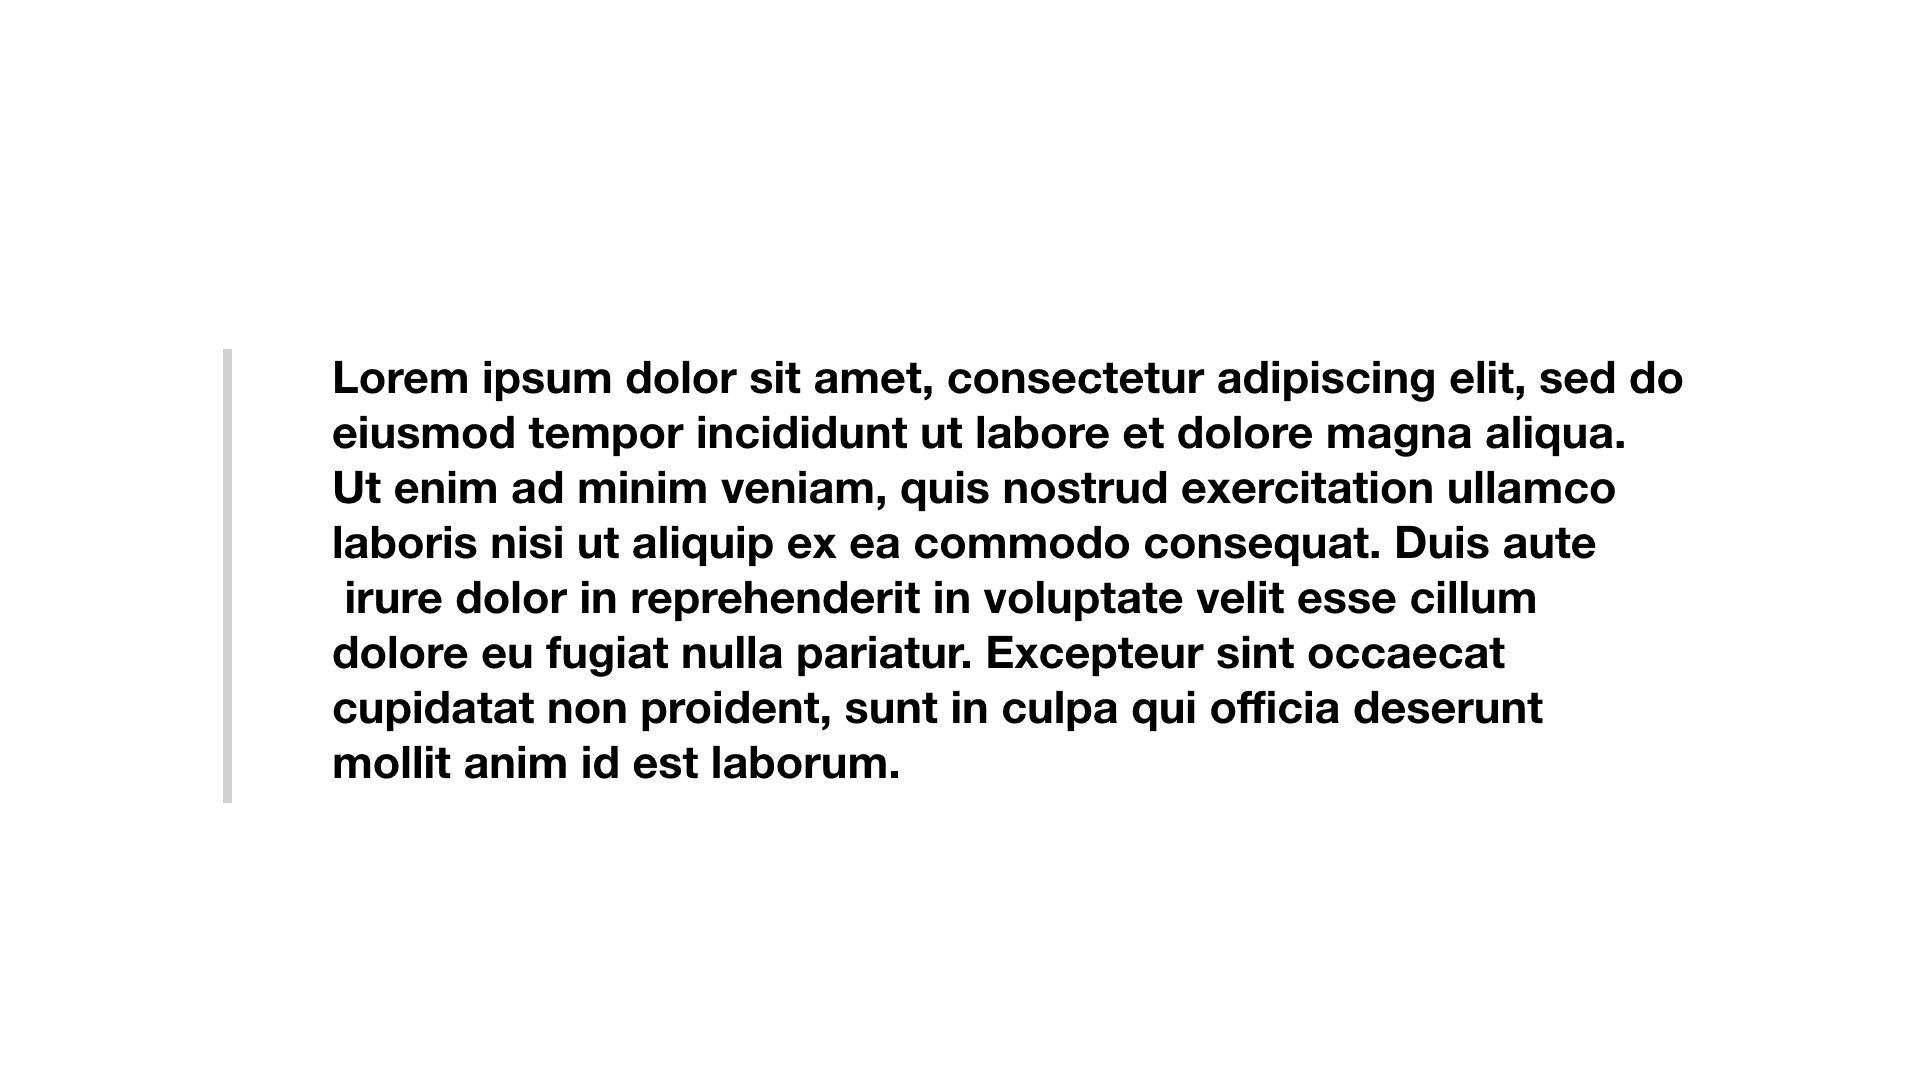 Lorem ipsum dolor sit amet, consectetur adipiscing elit, sed do
eiusmod tempor incididunt ut labore et dolore magna aliqua.
Ut enim ad minim veniam, quis nostrud exercitation ullamco
laboris nisi ut aliquip ex ea commodo consequat. Duis aute
 irure dolor in reprehenderit in voluptate velit esse cillum
dolore eu fugiat nulla pariatur. Excepteur sint occaecat
cupidatat non proident, sunt in culpa qui officia deserunt
mollit anim id est laborum.